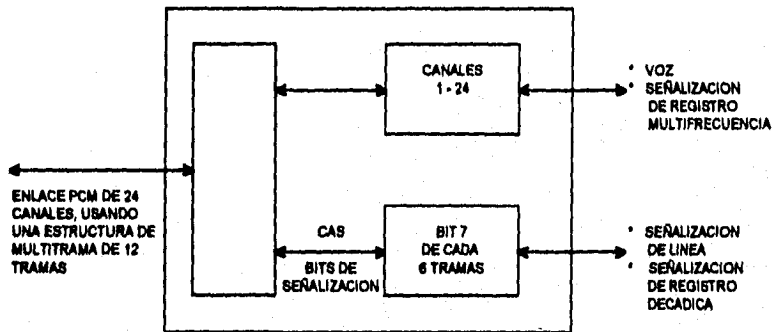 CANALES
1 - 24
* VOZ
* SEÑALIZACION
DE REGISTRO
MULTIFRECUENCIA
ENLACE PCM DE 24
CANALES, USANDO
UNA ESTRUCTURA DE
MULTITRAMA DE 12
TRAMAS
CAS
BITS DE
SEÑALIZACION
BIT 7
DE CADA
6 TRAMAS
* SEÑALIZACION
DE LINEA
* SEÑALIZACION
DE REGISTRO
DECADICA